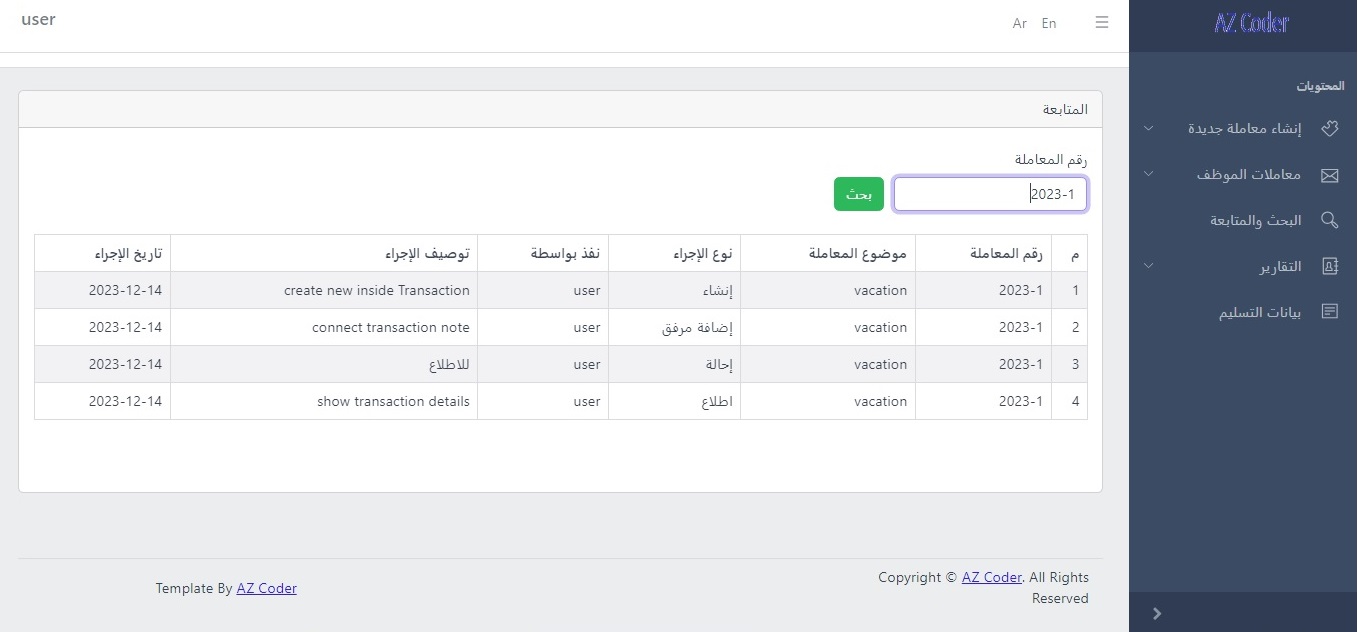 user
Ar En
AZ Coder
المحتويات
إنشاء معاملة جديدة
معاملات الموظف
البحث والمتابعة
التقارير
بيانات التسليم
المتابعة
رقم المعاملة
2023-1 بحث
م رقم المعاملة موضوع المعاملة نوع الإجراء نفذ بواسطة توصيف الإجراء تاريخ الإجراء
1 2023-1 vacation إنشاء user create new inside Transaction 2023-12-14
2 2023-1 vacation إضافة مرفق user connect transaction note 2023-12-14
3 2023-1 vacation إحالة user للاطلاع 2023-12-14
4 2023-1 vacation اطلاع user show transaction details 2023-12-14
Copyright © AZ Coder. All Rights
Reserved
Template By AZ Coder